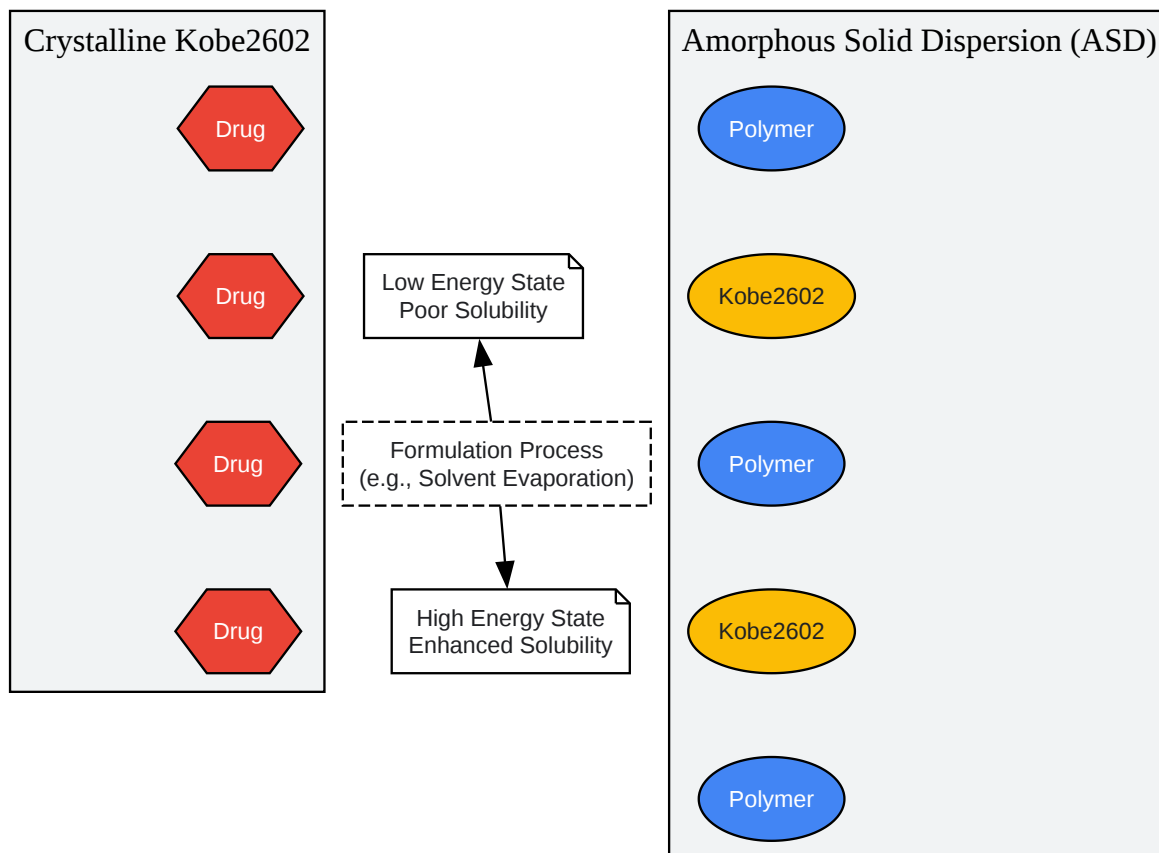 Crystalline Kobe2602
Drug
Drug
Drug
Drug
Low Energy State
Poor Solubility
Formulation Process
(e.g., Solvent Evaporation)
High Energy State
Enhanced Solubility
Amorphous Solid Dispersion (ASD)
Polymer
Kobe2602
Polymer
Kobe2602
Polymer